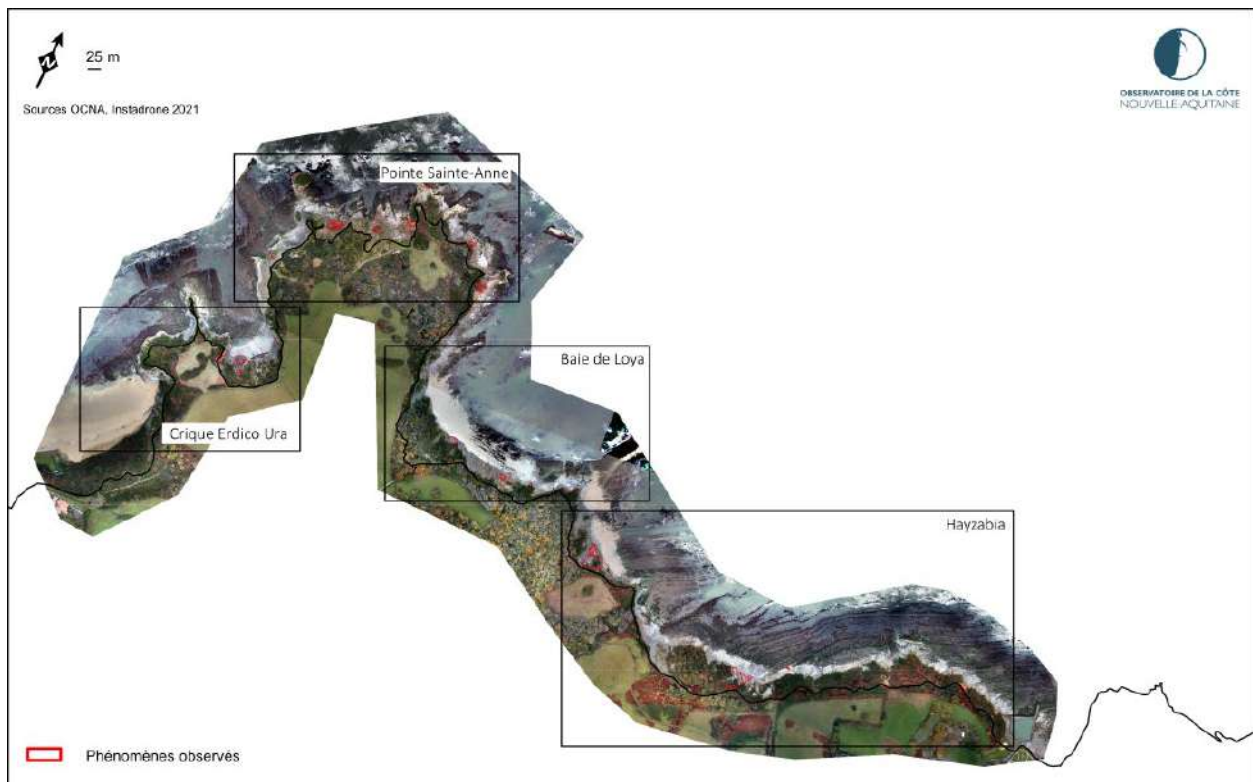 N
25 m
Sources OCNA, Instadrone 2021
OBSERVATOIRE DE LA CÔTE
NOUVELLE-AQUITAINE
Pointe Sainte-Anne
Baie de Loya
Crique Erdico Ura
Hayzabia
Phénomènes observés